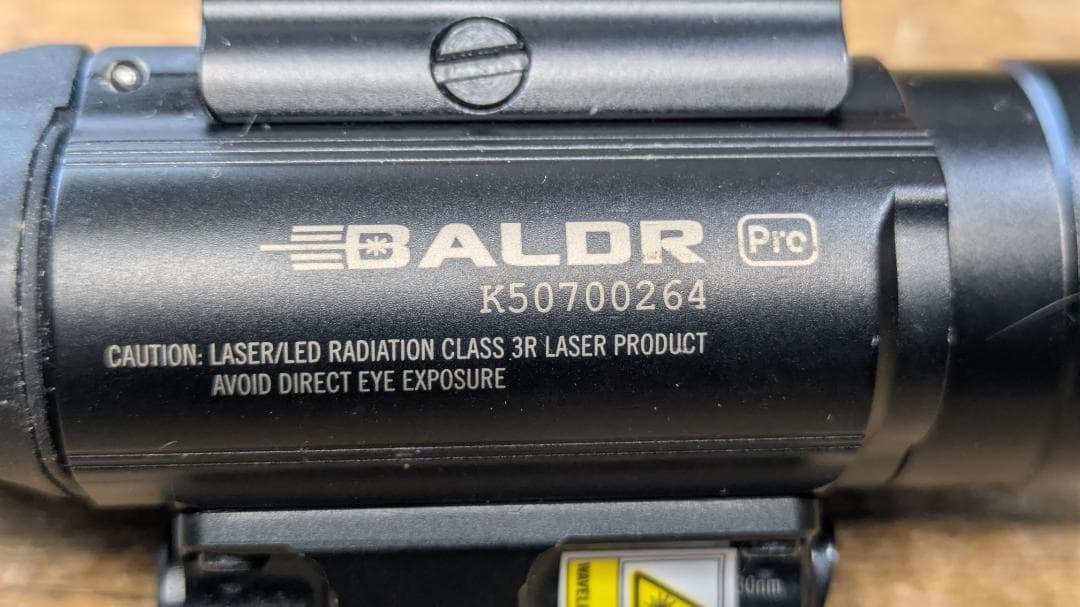 BALDR Pro
K50700264
CAUTION: LASER/LED RADIATION CLASS 3R LASER PRODUCT
AVOID DIRECT EYE EXPOSURE